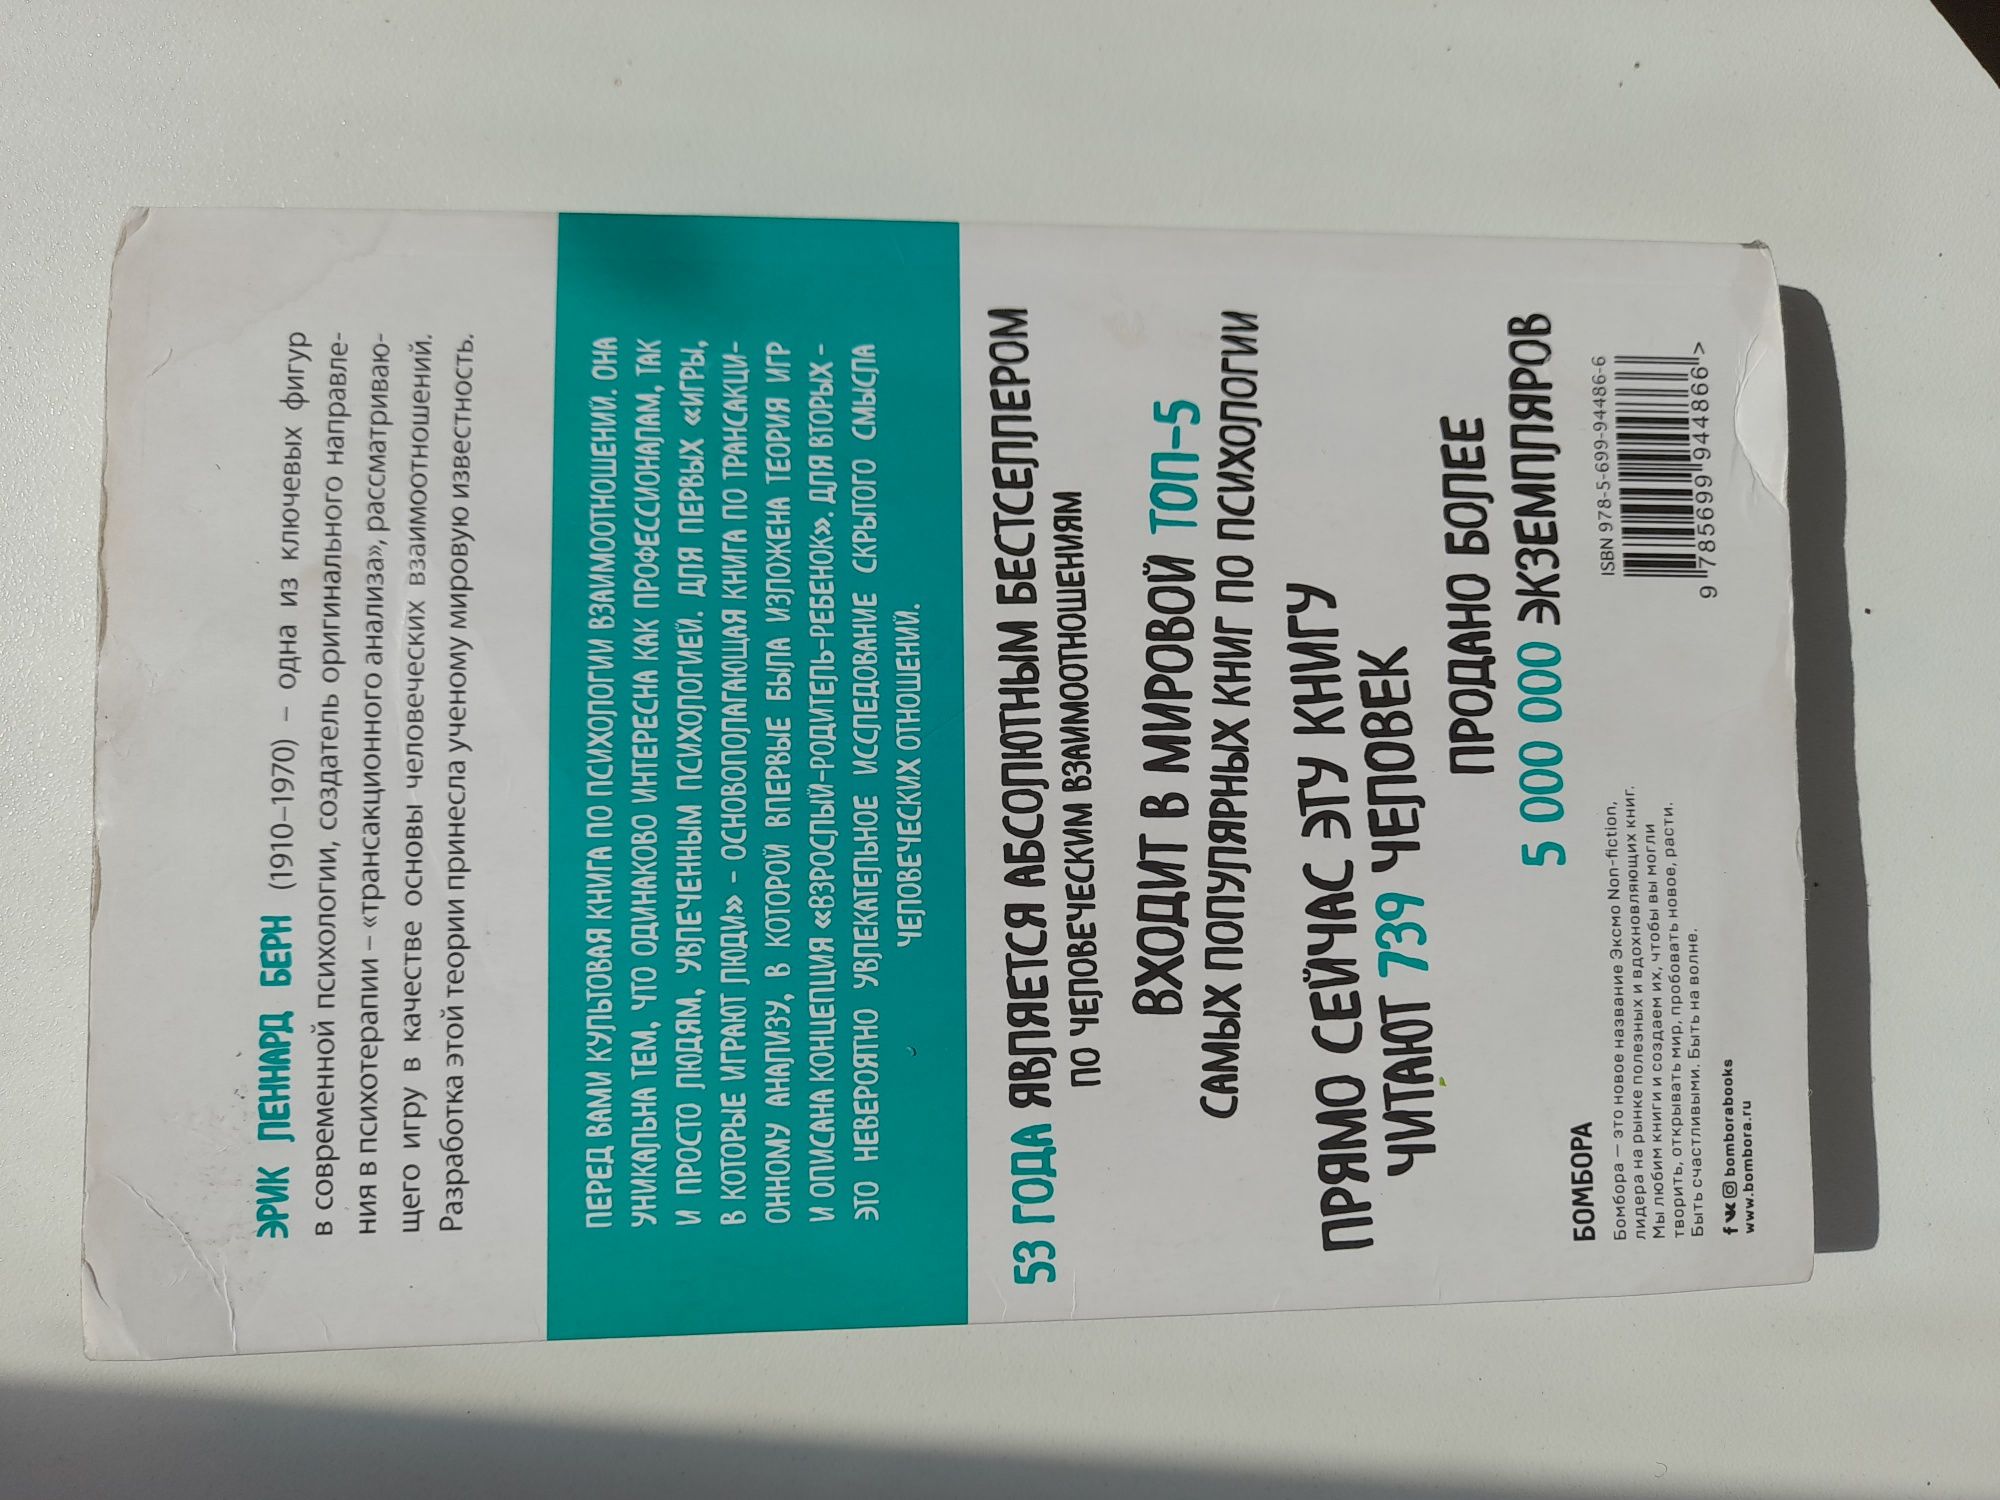 ЭРИК ЛЕННАРД БЕРН (1910–1970) – одна из ключевых фигур
в современной психологии, создатель оригинального направле-
ния в психотерапии – «трансакционного анализа», рассматриваю-
щего игру в качестве основы человеческих взаимоотношений.
Разработка этой теории принесла ученому мировую известность.
ПЕРЕД ВАМИ КУЛЬТОВАЯ КНИГА ПО ПСИХОЛОГИИ ВЗАИМООТНОШЕНИЙ. ОНА
УНИКАЛЬНА ТЕМ, ЧТО ОДИНАКОВО ИНТЕРЕСНА КАК ПРОФЕССИОНАЛАМ, ТАК
И ПРОСТО ЛЮДЯМ, УВЛЕЧЕННЫМ ПСИХОЛОГИЕЙ. ДЛЯ ПЕРВЫХ «ИГРЫ,
В КОТОРЫЕ ИГРАЮТ ЛЮДИ» – ОСНОВОПОЛАГАЮЩАЯ КНИГА ПО ТРАНСАКЦИ-
ОННОМУ АНАЛИЗУ, В КОТОРОЙ ВПЕРВЫЕ БЫЛА ИЗЛОЖЕНА ТЕОРИЯ ИГР
И ОПИСАНА КОНЦЕПЦИЯ «ВЗРОСЛЫЙ-РОДИТЕЛЬ-РЕБЕНОК». ДЛЯ ВТОРЫХ –
ЭТО НЕВЕРОЯТНО УВЛЕКАТЕЛЬНОЕ ИССЛЕДОВАНИЕ СКРЫТОГО СМЫСЛА
ЧЕЛОВЕЧЕСКИХ ОТНОШЕНИЙ.
53 ГОДА ЯВЛЯЕТСЯ АБСОЛЮТНЫМ БЕСТСЕЛЛЕРОМ
ПО ЧЕЛОВЕЧЕСКИМ ВЗАИМООТНОШЕНИЯМ
ВХОДИТ В МИРОВОЙ ТОП-5
САМЫХ ПОПУЛЯРНЫХ КНИГ ПО ПСИХОЛОГИИ
ПРЯМО СЕЙЧАС ЭТУ КНИГУ
ЧИТАЮТ 739 ЧЕЛОВЕК
ПРОДАНО БОЛЕЕ
5 000 000 ЭКЗЕМПЛЯРОВ
БОМБОРА
Бомбора — это новое название Эксмо Non-fiction,
лидера на рынке полезных и вдохновляющих книг.
Мы любим книги и создаем их, чтобы вы могли
творить, открывать мир, пробовать новое, расти.
Быть счастливыми. Быть на волне.
bomborabooks
www.bombora.ru
ISBN 978-5-699-94486-6
9 785699 944866 >